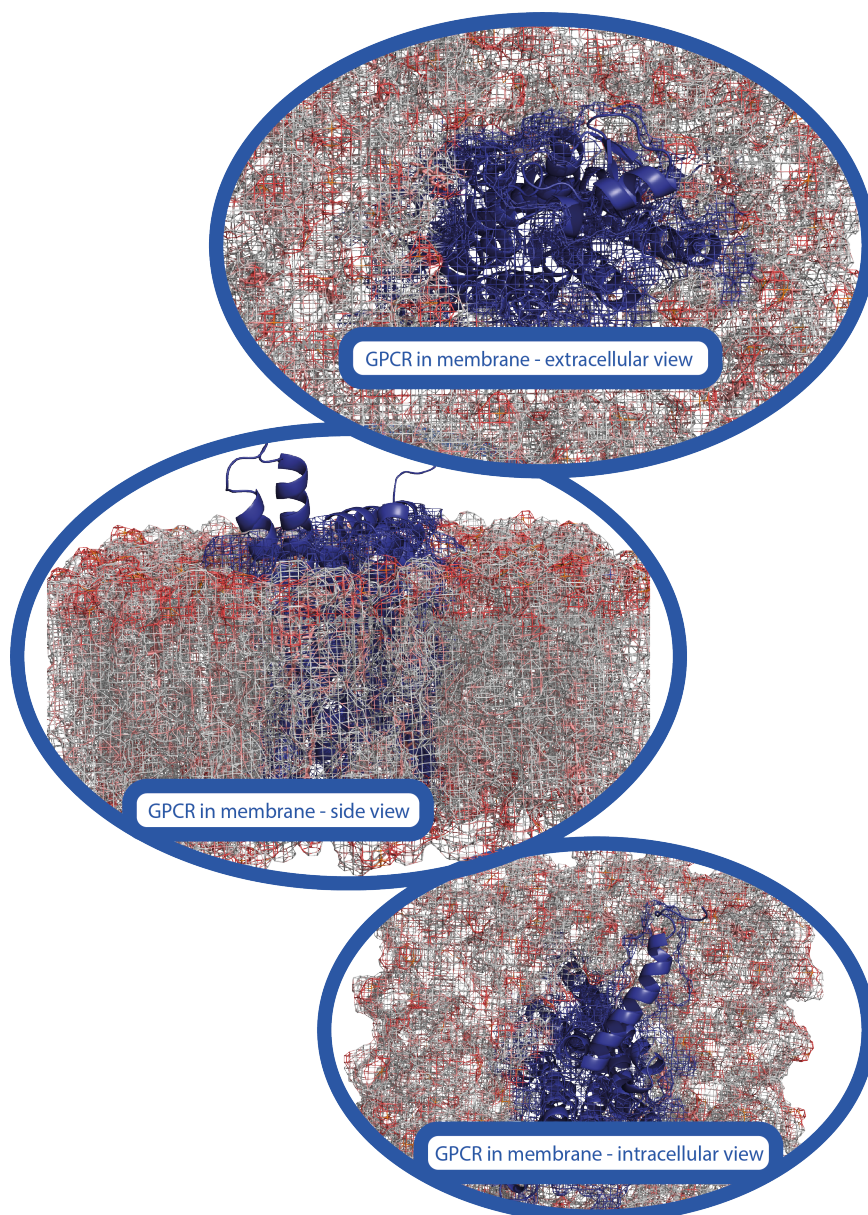 GPCR in membrane - extracellular view
GPCR in membrane - side view
GPCR in membrane - intracellular view